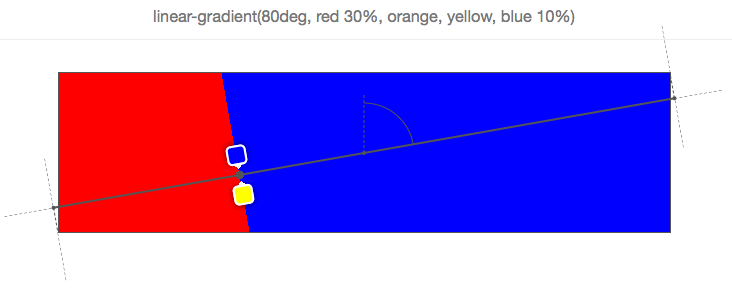 linear-gradient(80deg, red 30%, orange, yellow, blue 10%)